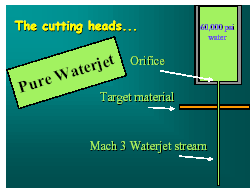 The cutting heads...
60,000 psi
water
Pure Waterjet
Orifice
Target material
Mach 3 Waterjet stream